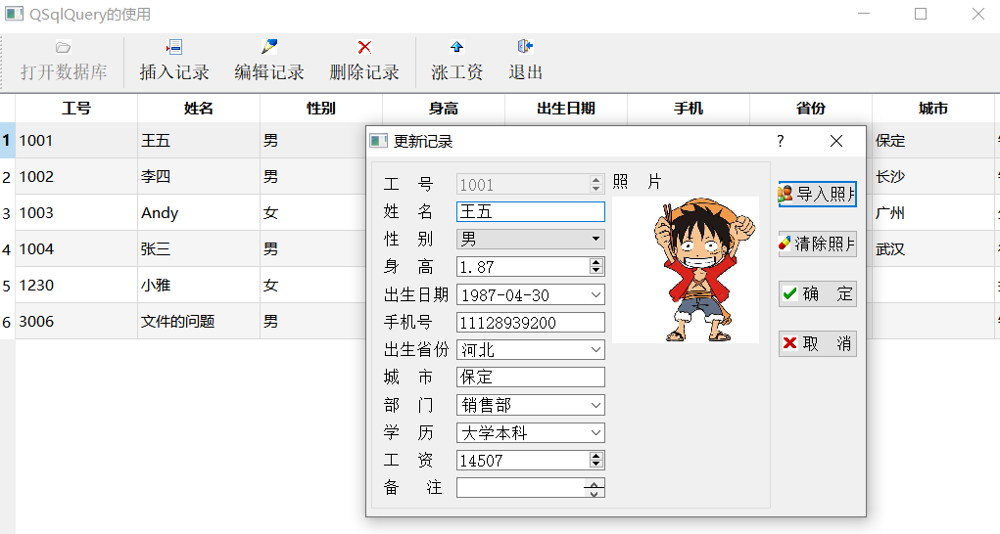 QSqlQuery的使用
打开数据库 插入记录 编辑记录 删除记录 涨工资 退出
工号 姓名 性别 身高 出生日期 手机 省份 城市
1 1001 王五 男 保定
2 1002 李四 男 长沙
3 1003 Andy 女 广州
4 1004 张三 男 武汉
5 1230 小雅 女
6 3006 文件的问题 男
更新记录 ?
工 号 1001 照 片
姓 名 王五
性 别 男
身 高 1.87
出生日期 1987-04-30
手机号 11128939200
出生省份 河北
城 市 保定
部 门 销售部
学 历 大学本科
工 资 14507
备 注
导入照片
清除照片
确 定
取 消